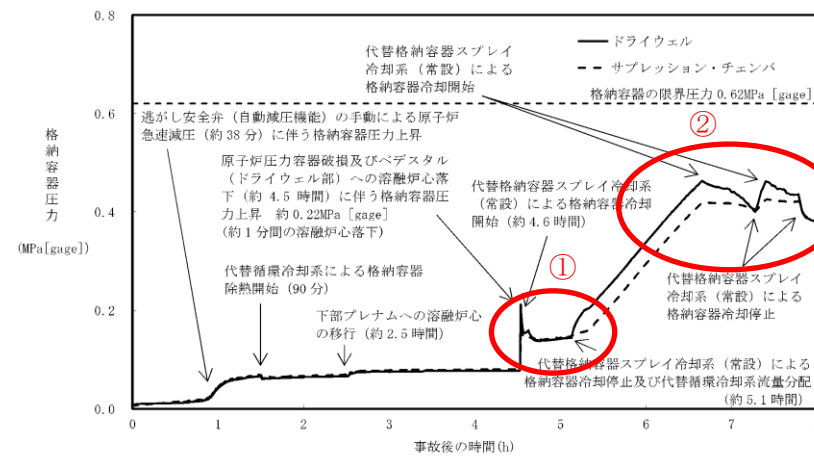 0.8
0.6
0.4
0.2
0.0
格納容器圧力
(MPa[gage])
代替格納容器スプレイ
冷却系（常設）による
格納容器冷却開始
ドライウェル
サプレッション・チェンバ
格納容器の限界圧力 0.62MPa [gage]
逃がし安全弁（自動減圧機能）の手動による原子炉
急速減圧（約38分）に伴う格納容器圧力上昇
原子炉圧力容器破損及びペデスタル
（ドライウェル部）への溶融炉心落
下（約 4.5 時間）に伴う格納容器圧
力上昇 約 0.22MPa [gage]
（約１分間の溶融炉心落下）
②
代替格納容器スプレイ冷却系
（常設）による格納容器冷却
開始（約 4.6 時間）
①
代替循環冷却系による格納容器
除熱開始（90 分）
下部プレナムへの溶融炉心
の移行（約 2.5 時間）
代替格納容器スプレイ
冷却系（常設）による
格納容器冷却停止
代替格納容器スプレイ冷却系（常設）による
格納容器冷却停止及び代替循環冷却系流量分配
（約 5.1 時間）
0 1 2 3 4 5 6 7
事故後の時間(h)